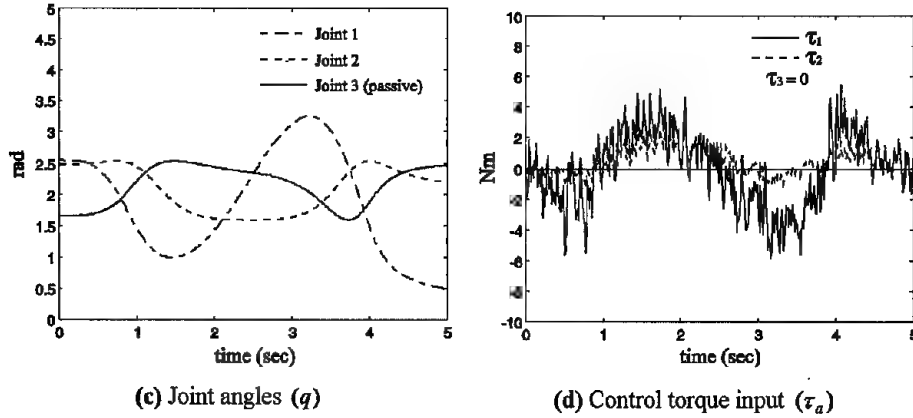 5
4.5
4
3.5
3
2.5
2
1.5
1
0.5
0
rad
Joint 1
Joint 2
Joint 3 (passive)
0 1 2 3 4 5
time (sec)
(c) Joint angles (q)
10
8
6
4
2
0
-2
-4
-6
-8
-10
Nm
τ₁
τ₂
τ₃ = 0
0 1 2 3 4 5
time (sec)
(d) Control torque input (τₐ)